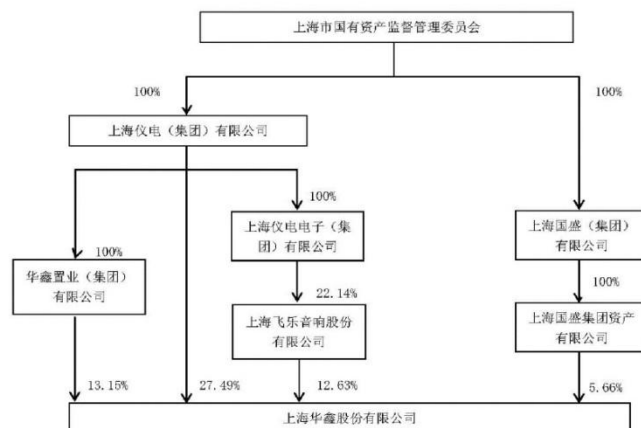 上海市国有资产监督管理委员会
100%
100%
上海仪电（集团）有限公司
100%
上海仪电电子（集
团）有限公司
上海国盛（集团）
有限公司
100%
华鑫置业（集团）
有限公司
22.14%
100%
上海飞乐音响股份
有限公司
上海国盛集团资产
有限公司
13.15%
27.49%
12.63%
5.66%
上海华鑫股份有限公司